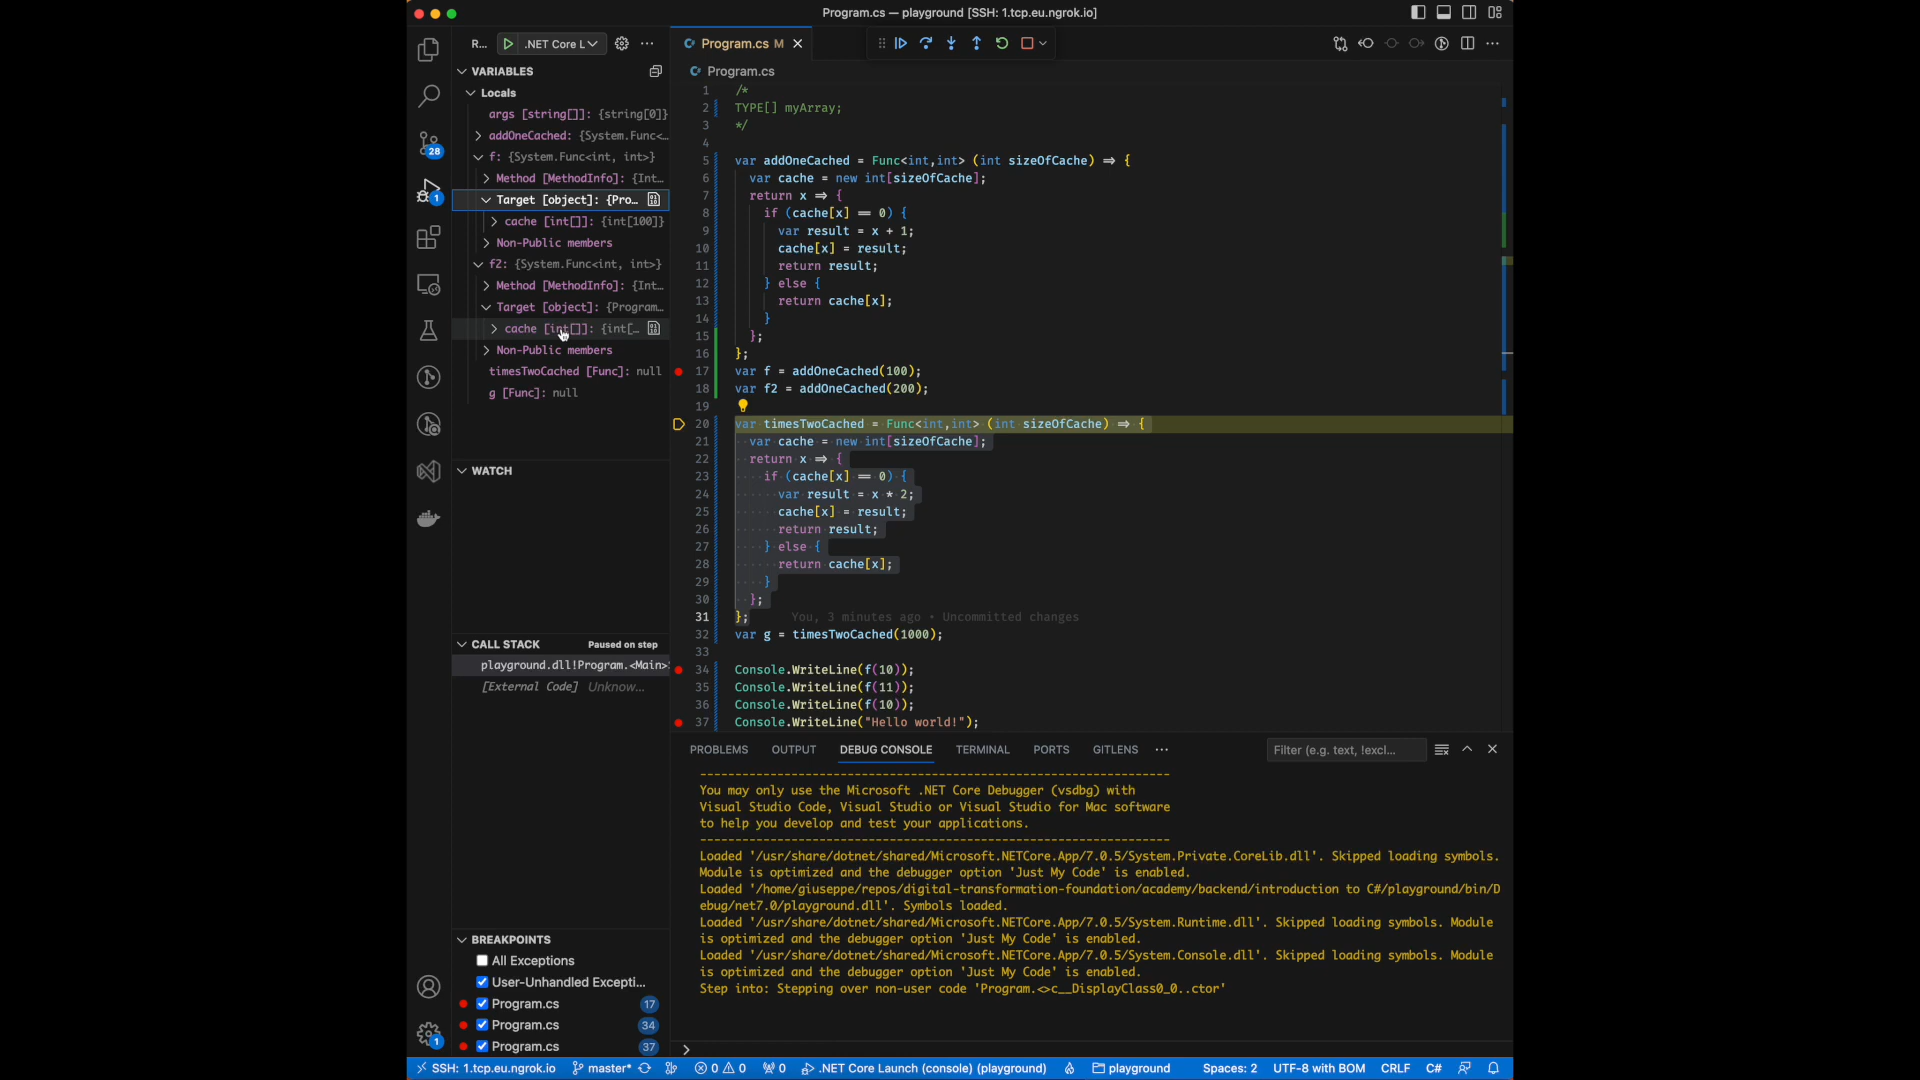 Program.cs — playground [SSH: 1.tcp.eu.ngrok.io]
R... .NET Core L
Program.cs M
VARIABLES
Program.cs
Locals
args [string[]]: {string[0]}
addOneCached: {System.Func<…
f: {System.Func<int, int>}
Method [MethodInfo]: {Int…
Target [object]: {Pro…
cache [int[]]: {int[100]}
Non-Public members
f2: {System.Func<int, int>}
Method [MethodInfo]: {Int…
Target [object]: {Program…
cache [int[]]: {int[…
Non-Public members
timesTwoCached [Func]: null
g [Func]: null
WATCH
CALL STACK Paused on step
playground.dll!Program.<Main>
[External Code] Unknow...
BREAKPOINTS
All Exceptions
User-Unhandled Excepti...
Program.cs 17
Program.cs 34
Program.cs 37
28
1
1
1 /*
2 TYPE[] myArray;
3 */
4
5 var addOneCached = Func<int,int> (int sizeOfCache) => {
6 var cache = new int[sizeOfCache];
7 return x => {
8 if (cache[x] == 0) {
9 var result = x + 1;
10 cache[x] = result;
11 return result;
12 } else {
13 return cache[x];
14 }
15 };
16 };
17 var f = addOneCached(100);
18 var f2 = addOneCached(200);
19
20 var timesTwoCached = Func<int,int> (int sizeOfCache) => {
21 var cache = new int[sizeOfCache];
22 return x => {
23 if (cache[x] == 0) {
24 var result = x * 2;
25 cache[x] = result;
26 return result;
27 } else {
28 return cache[x];
29 }
30 };
31 }; You, 3 minutes ago • Uncommitted changes
32 var g = timesTwoCached(1000);
33
34 Console.WriteLine(f(10));
35 Console.WriteLine(f(11));
36 Console.WriteLine(f(10));
37 Console.WriteLine("Hello world!");
PROBLEMS OUTPUT DEBUG CONSOLE TERMINAL PORTS GITLENS Filter (e.g. text, !excl...
-------------------------------------------------------------------
You may only use the Microsoft .NET Core Debugger (vsdbg) with
Visual Studio Code, Visual Studio or Visual Studio for Mac software
to help you develop and test your applications.
-------------------------------------------------------------------
Loaded '/usr/share/dotnet/shared/Microsoft.NETCore.App/7.0.5/System.Private.CoreLib.dll'. Skipped loading symbols.
Module is optimized and the debugger option 'Just My Code' is enabled.
Loaded '/home/giuseppe/repos/digital-transformation-foundation/academy/backend/introduction to C#/playground/bin/D
ebug/net7.0/playground.dll'. Symbols loaded.
Loaded '/usr/share/dotnet/shared/Microsoft.NETCore.App/7.0.5/System.Runtime.dll'. Skipped loading symbols. Module
is optimized and the debugger option 'Just My Code' is enabled.
Loaded '/usr/share/dotnet/shared/Microsoft.NETCore.App/7.0.5/System.Console.dll'. Skipped loading symbols. Module
is optimized and the debugger option 'Just My Code' is enabled.
Step into: Stepping over non-user code 'Program.<>c__DisplayClass0_0..ctor'
SSH: 1.tcp.eu.ngrok.io master* 0 0 0 .NET Core Launch (console) (playground) playground Spaces: 2 UTF-8 with BOM CRLF C#